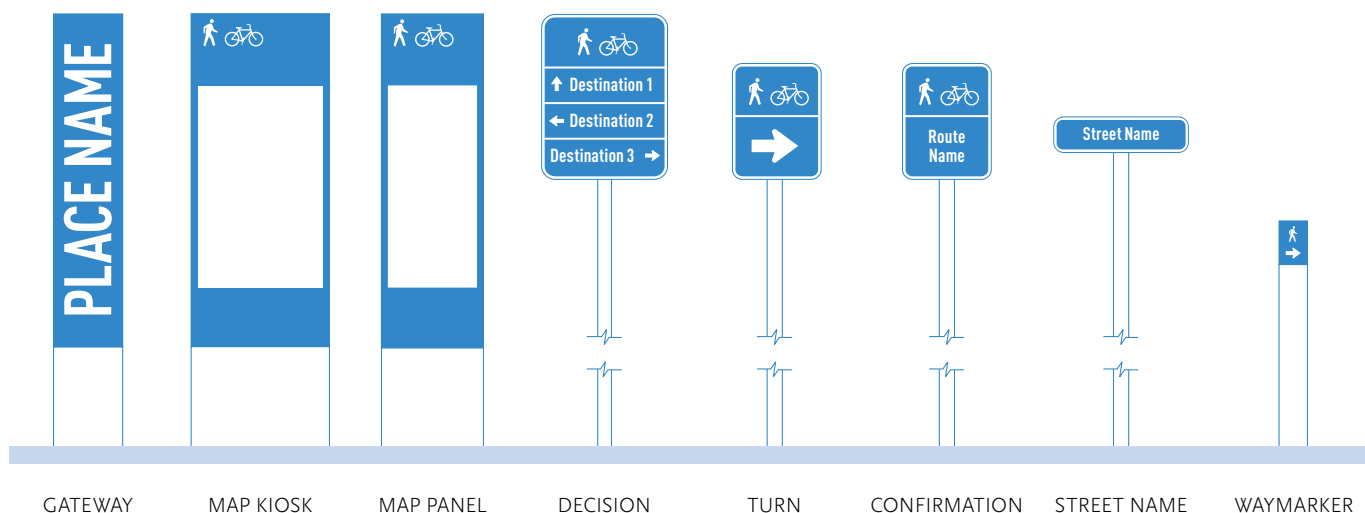 PLACE NAME
Destination 1
Destination 2
Destination 3
Route
Name
Street Name
GATEWAY
MAP KIOSK
MAP PANEL
DECISION
TURN
CONFIRMATION
STREET NAME
WAYMARKER